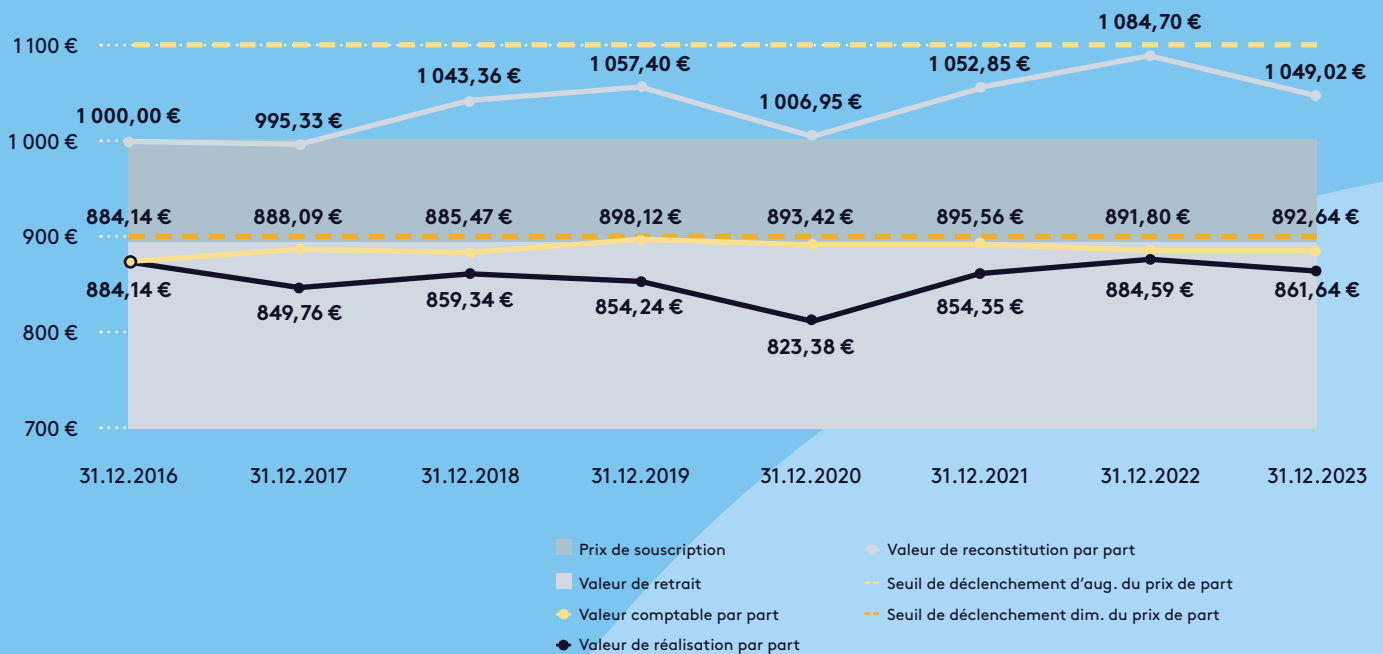 1 084,70 €
1 100 €
1 057,40 €
1 052,85 €
1 049,02 €
1 043,36 €
1 006,95 €
1 000,00 €
995,33 €
1 000 €
884,14 € 888,09 € 885,47 € 898,12 € 893,42 € 895,56 € 891,80 € 892,64 €
900 €
884,14 € 849,76 € 859,34 € 854,24 € 823,38 € 854,35 € 884,59 € 861,64 €
800 €
700 €
31.12.2016 31.12.2017 31.12.2018 31.12.2019 31.12.2020 31.12.2021 31.12.2022 31.12.2023
Prix de souscription
Valeur de retrait
Valeur comptable par part
Valeur de réalisation par part
Valeur de reconstitution par part
Seuil de déclenchement d'aug. du prix de part
Seuil de déclenchement dim. du prix de part